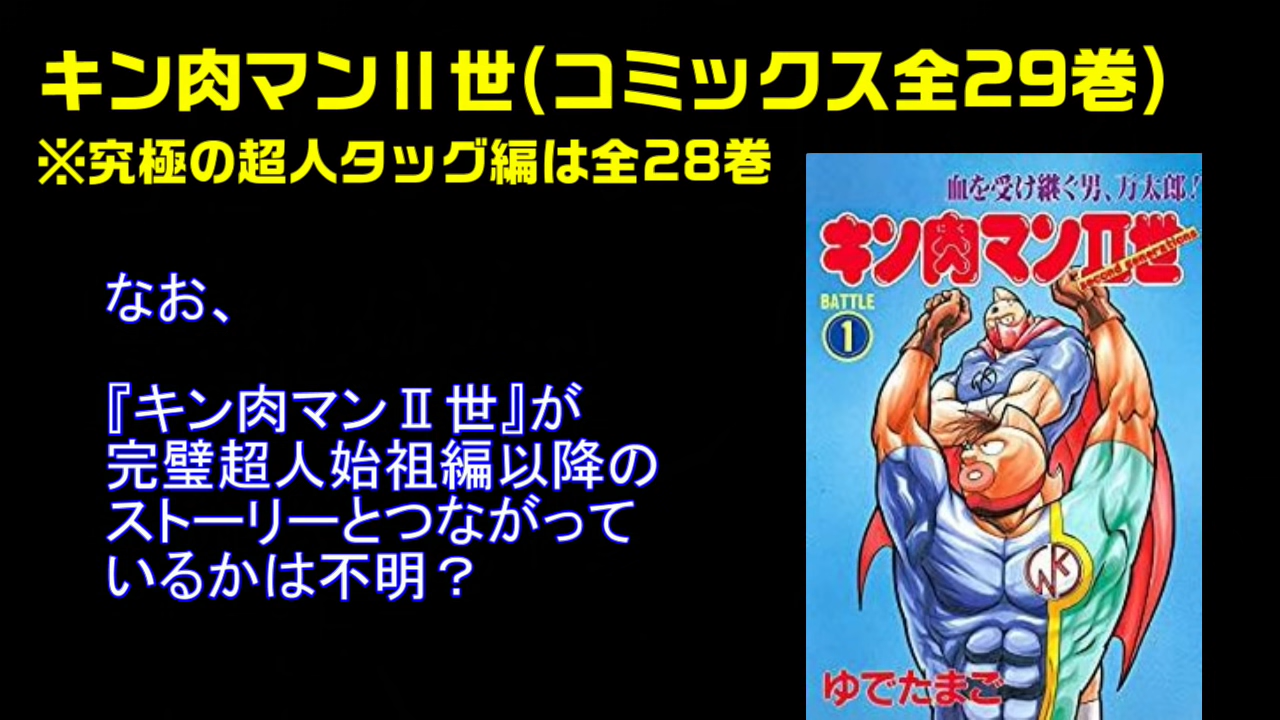 キン肉マンⅡ世(コミックス全29巻)
※究極の超人タッグ編は全28巻
なお、
『キン肉マンⅡ世』が
完璧超人始祖編以降の
ストーリーとつながって
いるかは不明？
血を受け継ぐ男、万太郎！
キン肉マンⅡ世
second generations
BATTLE
1
ゆでたまご